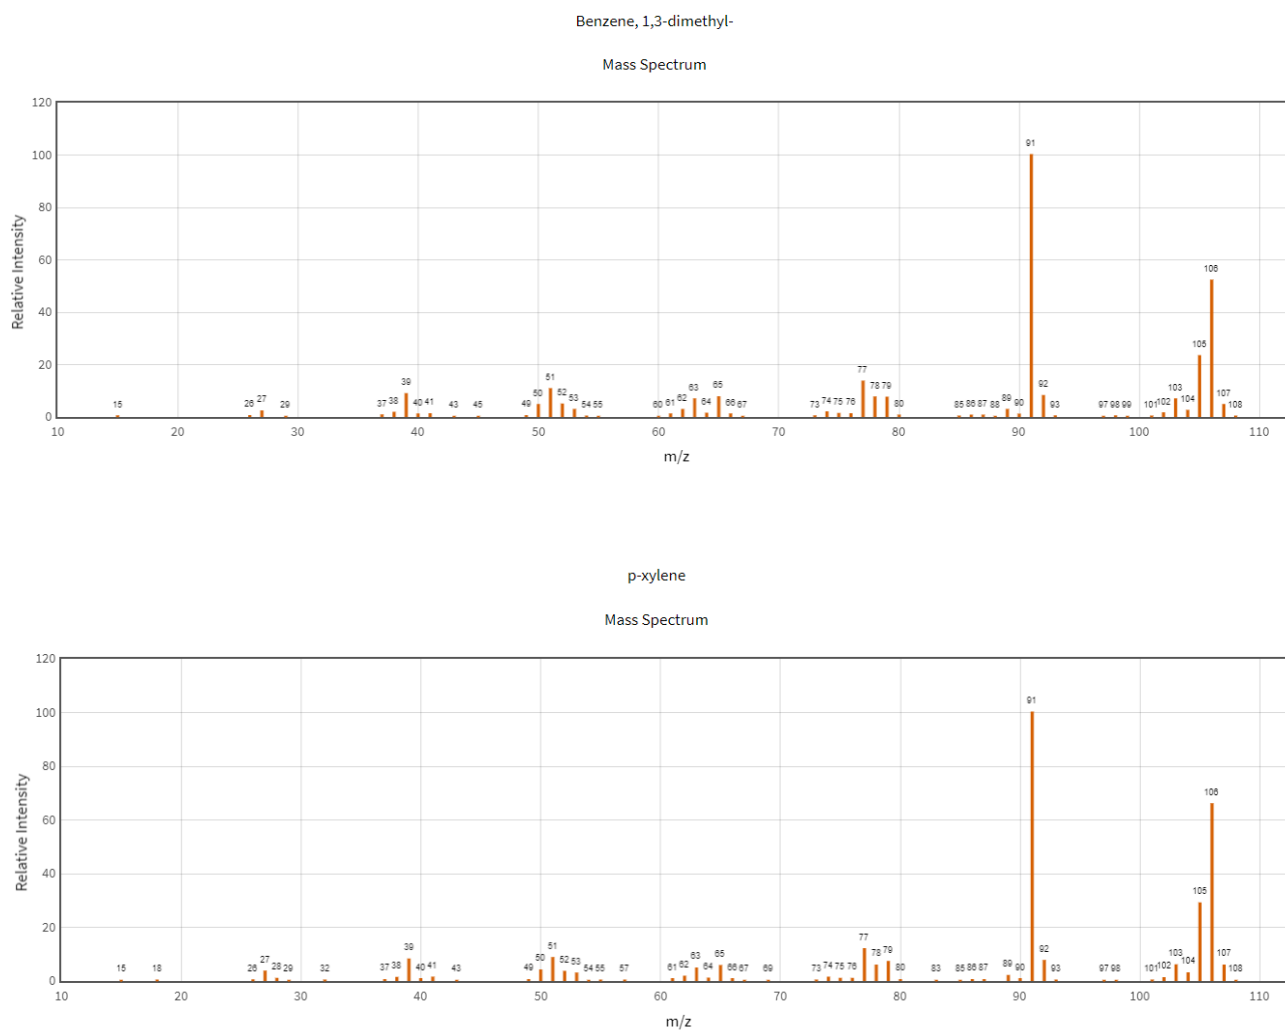 Benzene, 1,3-dimethyl-
Mass Spectrum
120
100
80
60
40
20
0
Relative Intensity
15 26 27 29 37 38 39 40 41 43 45 49 50 51 52 53 54 55 60 61 62 63 64 65 66 67 73 74 75 76 77 78 79 80 85 86 87 88 89 90 91 92 93 97 98 99 101 102 103 104 105 106 107 108
10 20 30 40 50 60 70 80 90 100 110
m/z
p-xylene
Mass Spectrum
120
100
80
60
40
20
0
Relative Intensity
15 18 26 27 28 29 32 37 38 39 40 41 43 49 50 51 52 53 54 55 57 61 62 63 64 65 66 67 69 73 74 75 76 77 78 79 80 83 85 86 87 89 90 91 92 93 97 98 101 102 103 104 105 106 107 108
10 20 30 40 50 60 70 80 90 100 110
m/z